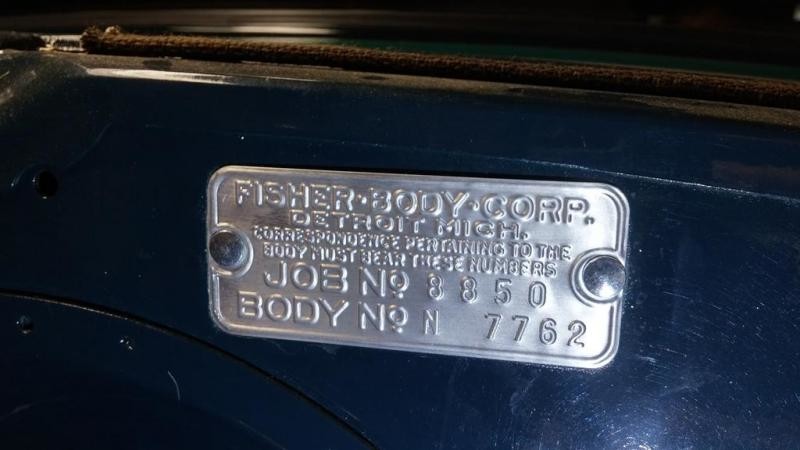 FISHER·BODY·CORP.
DETROIT MICH.
CORRESPONDENCE PERTAINING TO THE
BODY MUST BEAR THESE NUMBERS
JOB No 8850
BODY No N 7762